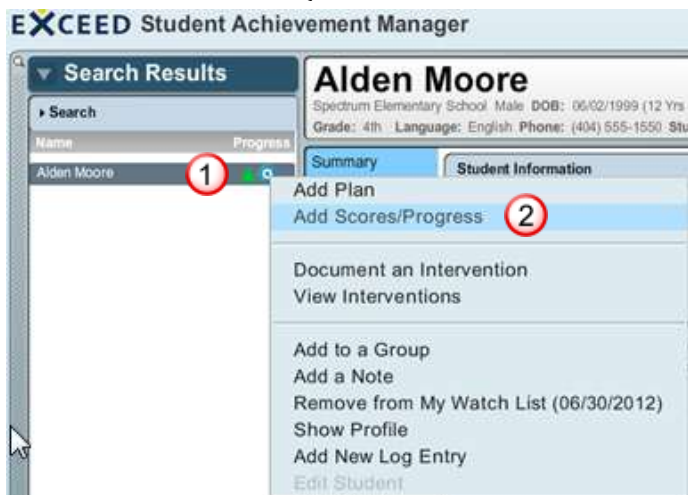 EXCEED Student Achievement Manager
Search Results
Search
Name Progress
Alden Moore 1
Alden Moore
Spectrum Elementary School Male DOB: 06/02/1999 (12 Yrs
Grade: 4th Language: English Phone: (404) 555-1550 Stu
Summary
Student Information
Add Plan
Add Scores/Progress 2
Document an Intervention
View Interventions
Add to a Group
Add a Note
Remove from My Watch List (06/30/2012)
Show Profile
Add New Log Entry
Edit Student